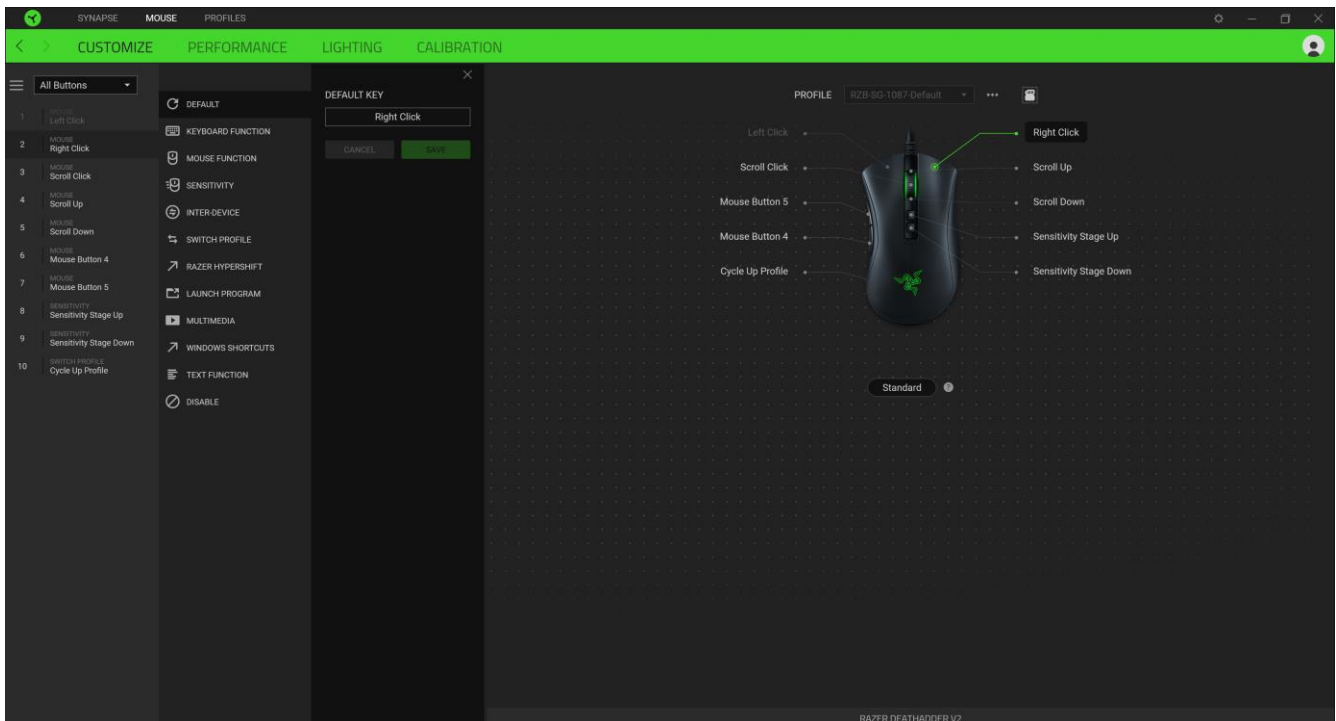 SYNAPSE MOUSE PROFILES
CUSTOMIZE PERFORMANCE LIGHTING CALIBRATION
All Buttons
1 MOUSE
Left Click
2 MOUSE
Right Click
3 MOUSE
Scroll Click
4 MOUSE
Scroll Up
5 MOUSE
Scroll Down
6 MOUSE
Mouse Button 4
7 MOUSE
Mouse Button 5
8 SENSITIVITY
Sensitivity Stage Up
9 SENSITIVITY
Sensitivity Stage Down
10 SWITCH PROFILE
Cycle Up Profile
DEFAULT
KEYBOARD FUNCTION
MOUSE FUNCTION
SENSITIVITY
INTER-DEVICE
SWITCH PROFILE
RAZER HYPERSHIFT
LAUNCH PROGRAM
MULTIMEDIA
WINDOWS SHORTCUTS
TEXT FUNCTION
DISABLE
DEFAULT KEY
Right Click
CANCEL SAVE
PROFILE RZB-SG-1087-Default
Left Click
Scroll Click
Mouse Button 5
Mouse Button 4
Cycle Up Profile
Right Click
Scroll Up
Scroll Down
Sensitivity Stage Up
Sensitivity Stage Down
Standard ?
RAZER DEATHADDER V2